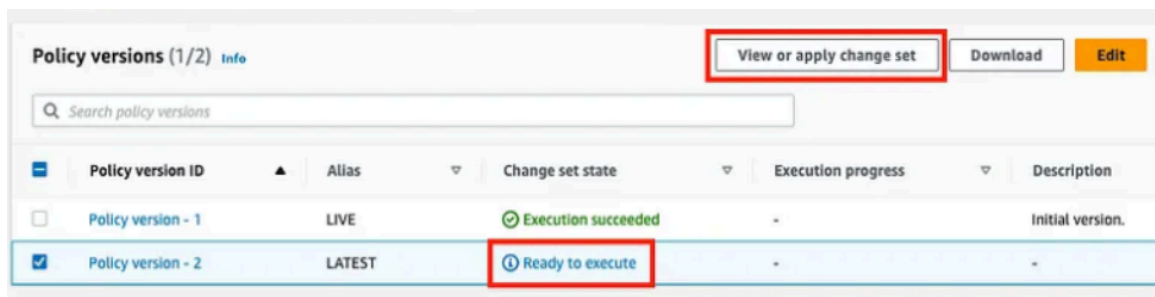 Policy versions (1/2) Info View or apply change set Download Edit
Search policy versions
Policy version ID Alias Change set state Execution progress Description
Policy version - 1 LIVE Execution succeeded - Initial version.
Policy version - 2 LATEST Ready to execute - -